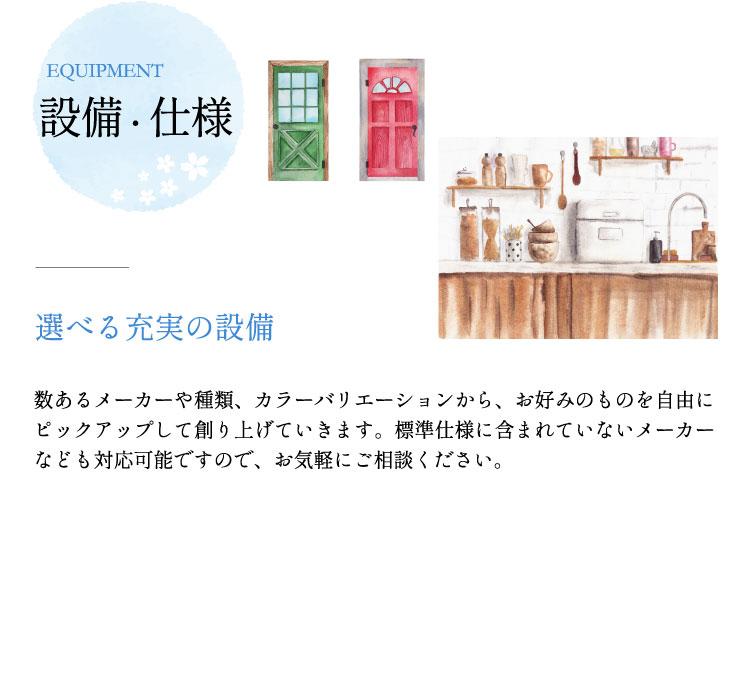 EQUIPMENT
設備・仕様
選べる充実の設備
数あるメーカーや種類、カラーバリエーションから、お好みのものを自由に
ピックアップして創り上げていきます。標準仕様に含まれていないメーカー
なども対応可能ですので、お気軽にご相談ください。